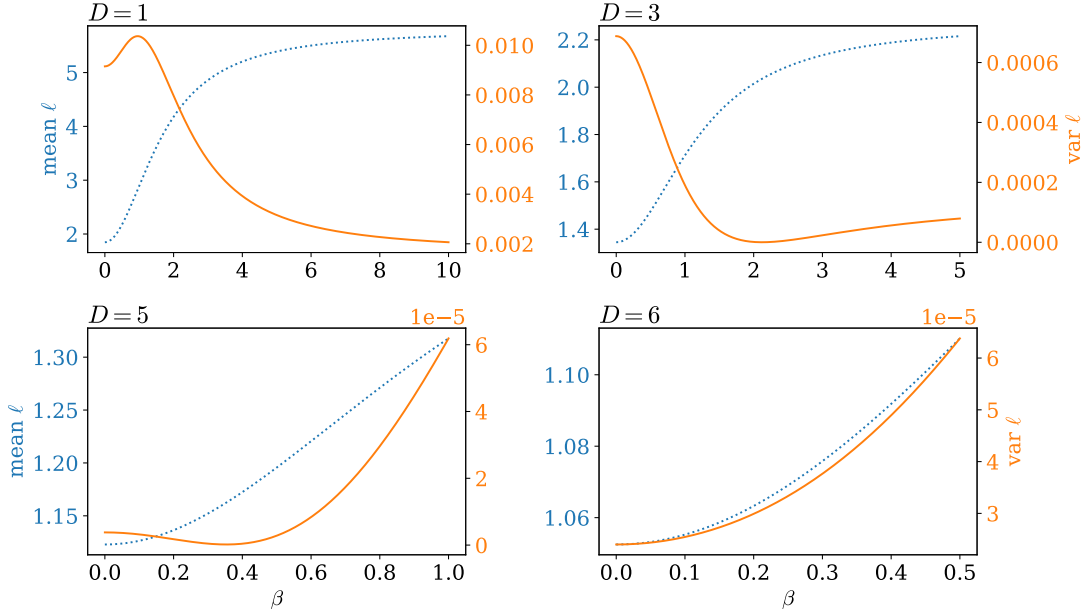 D = 1
D = 3
mean ℓ
5
4
3
2
0.010
0.008
0.006
0.004
0.002
0 2 4 6 8 10
2.2
2.0
1.8
1.6
1.4
0.0006
0.0004
0.0002
0.0000
var ℓ
0 1 2 3 4 5
D = 5
1e−5
D = 6
1e−5
mean ℓ
1.30
1.25
1.20
1.15
6
4
2
0
0.0 0.2 0.4 0.6 0.8 1.0
β
1.10
1.08
1.06
6
5
4
3
var ℓ
0.0 0.1 0.2 0.3 0.4 0.5
β